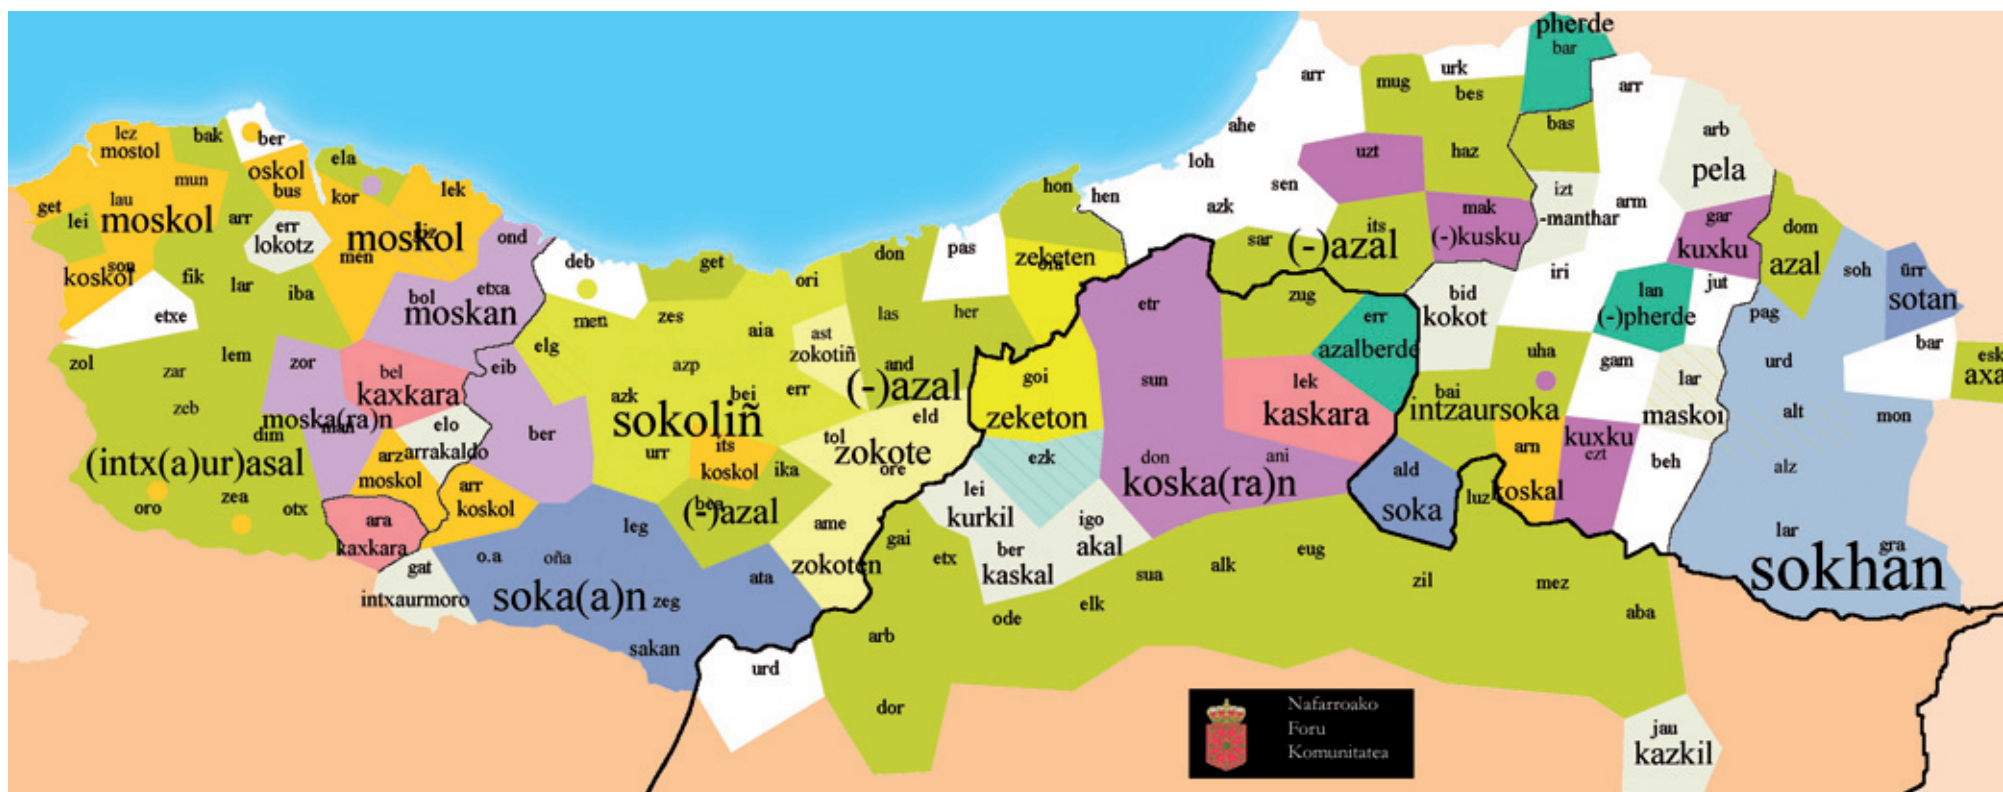 pherde
bar
lez
mostol
bak
ber
ela
oskol
bus
mun
kor
lek
get
lau
lei
moskol
arr
err
lokotz
moskol
men
ond
son
koskol
fik
lar
iba
etxe
bol
etxa
moskan
zol
zar
lem
zor
bel
kaxkara
eib
zeb
moska(ra)n
dim
elo
arrakaldo
ber
(intx(a)ur)asal
arz
moskol
arr
koskol
oro
zea
otx
ara
kaxkara
gat
intxaurmoro
deb
get
men
zes
elg
aia
ori
azp
ast
zokotiñ
azk
bei
err
sokoliñ
urr
its
koskol
ika
(-)azal
leg
o.a
oña
ata
soka(a)n
zeg
sakan
don
pas
las
her
and
(-)azal
eld
tol
zokote
ore
ame
zokoten
hon
hen
zeketen
goi
zeketon
ezk
lei
kurkil
igo
akal
ber
kaskal
gai
etx
arb
dor
urd
ode
elk
sua
alk
eug
zil
mez
aba
arr
mug
urk
bes
ahe
loh
uzt
haz
bas
sen
azk
sar
its
(-)azal
mak
(-)kusku
izt
-manthar
arr
arb
pela
arm
gar
kuxku
dom
azal
soh
ürr
sotan
etr
zug
err
azalberde
bid
kokot
iri
lan
(-)pherde
jut
pag
bar
esk
axa
sun
lek
kaskara
uha
gam
lar
maskoi
urd
bai
intzaursoka
alt
mon
don
ani
koska(ra)n
ald
soka
luz
arn
koskal
kuxku
ezt
beh
alz
lar
gra
sokhan
jau
kazkil
Nafarroako
Foru
Komunitatea